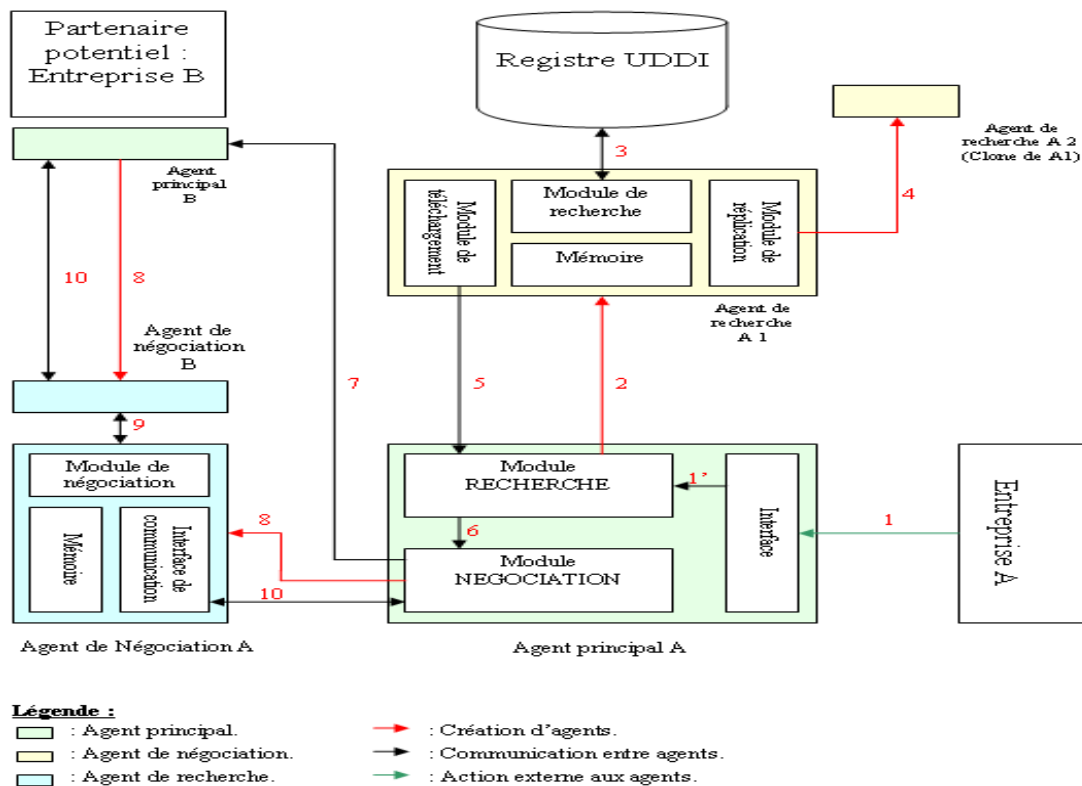 Partenaire
potentiel :
Entreprise B
Registre UDDI
Agent
principal
B
Agent de
recherche A 2
(Clone de A1)
3
4
Module de
téléchargement
Module de
recherche
Mémoire
Module de
réplication
Agent de
recherche
A 1
10
8
Agent de
négociation
B
7
5
2
9
Module de
négociation
Mémoire
Interface de
communication
Agent de Négociation A
8
10
Module
RECHERCHE
1'
6
Module
NEGOCIATION
Interface
Agent principal A
1
Entreprise A
Légende :
: Agent principal.
: Création d'agents.
: Agent de négociation.
: Communication entre agents.
: Agent de recherche.
: Action externe aux agents.